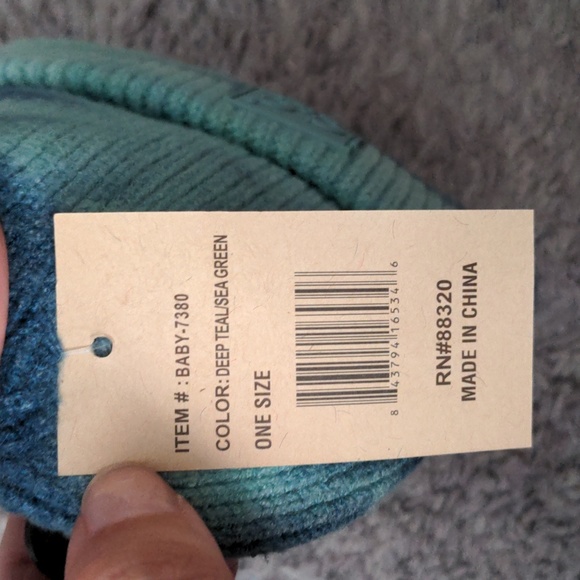 ITEM # : BABY-7380
COLOR: DEEP TEAL/SEA GREEN
ONE SIZE
8 43794 16534 6
RN#88320
MADE IN CHINA